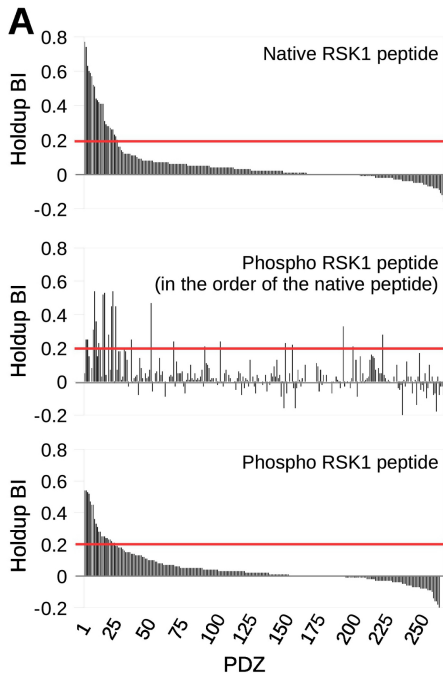 A
Native RSK1 peptide
Holdup BI
0.8
0.6
0.4
0.2
0
-0.2
Phospho RSK1 peptide
(in the order of the native peptide)
Holdup BI
0.8
0.6
0.4
0.2
0
-0.2
Phospho RSK1 peptide
Holdup BI
0.8
0.6
0.4
0.2
0
-0.2
1 25 50 75 100 125 150 175 200 225 250
PDZ